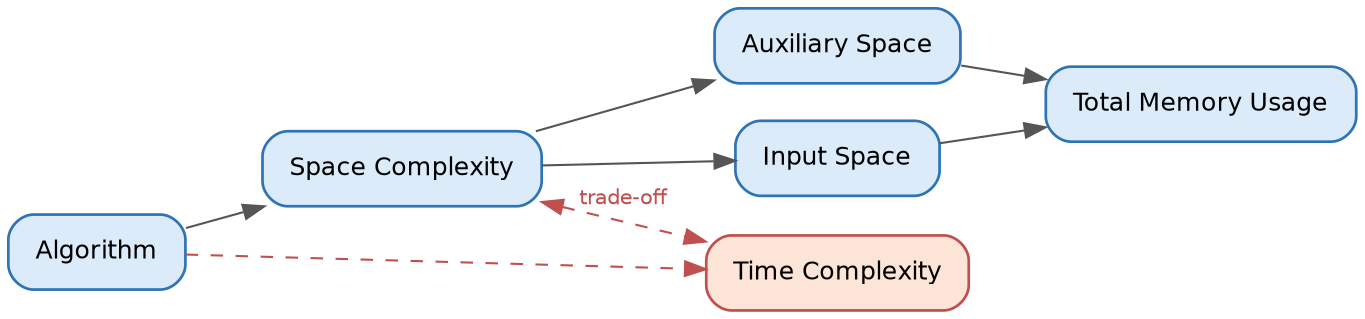 Auxiliary Space
Total Memory Usage
Space Complexity
Input Space
trade-off
Algorithm
Time Complexity